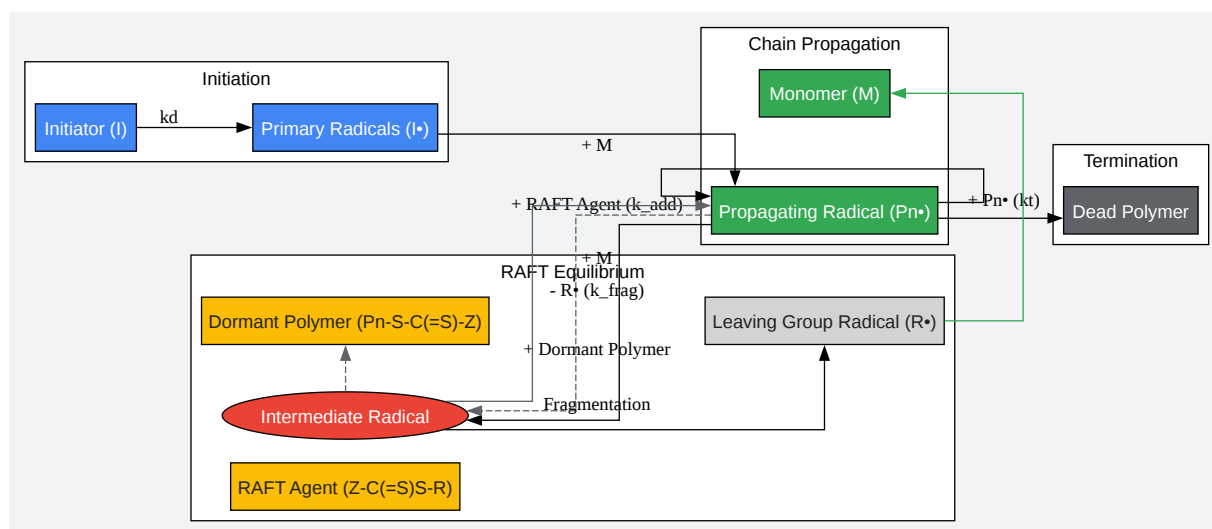 Chain Propagation
Initiation
Monomer (M)
Initiator (I)
kd
Primary Radicals (I•)
+ M
Termination
+ RAFT Agent (k_add)
Propagating Radical (Pn•)
+ Pn• (kt)
Dead Polymer
+ M
RAFT Equilibrium
- R• (k_frag)
Dormant Polymer (Pn-S-C(=S)-Z)
Leaving Group Radical (R•)
+ Dormant Polymer
Fragmentation
Intermediate Radical
RAFT Agent (Z-C(=S)S-R)